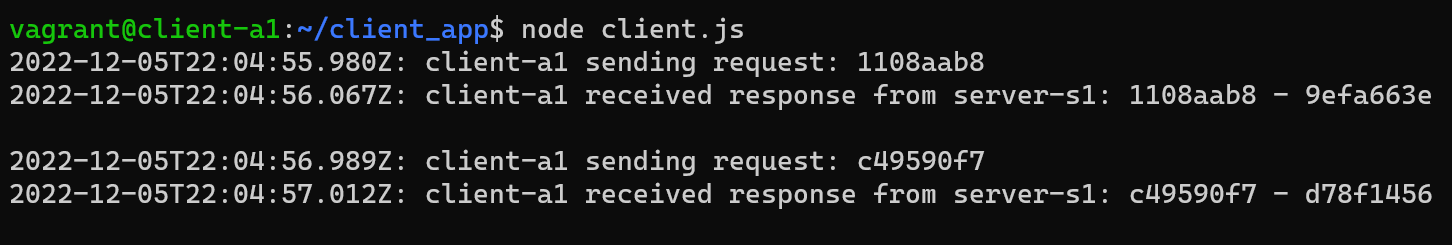 vagrant@client-a1:~/client_app$ node client.js
2022-12-05T22:04:55.980Z: client-a1 sending request: 1108aab8
2022-12-05T22:04:56.067Z: client-a1 received response from server-s1: 1108aab8 - 9efa663e
2022-12-05T22:04:56.989Z: client-a1 sending request: c49590f7
2022-12-05T22:04:57.012Z: client-a1 received response from server-s1: c49590f7 - d78f1456